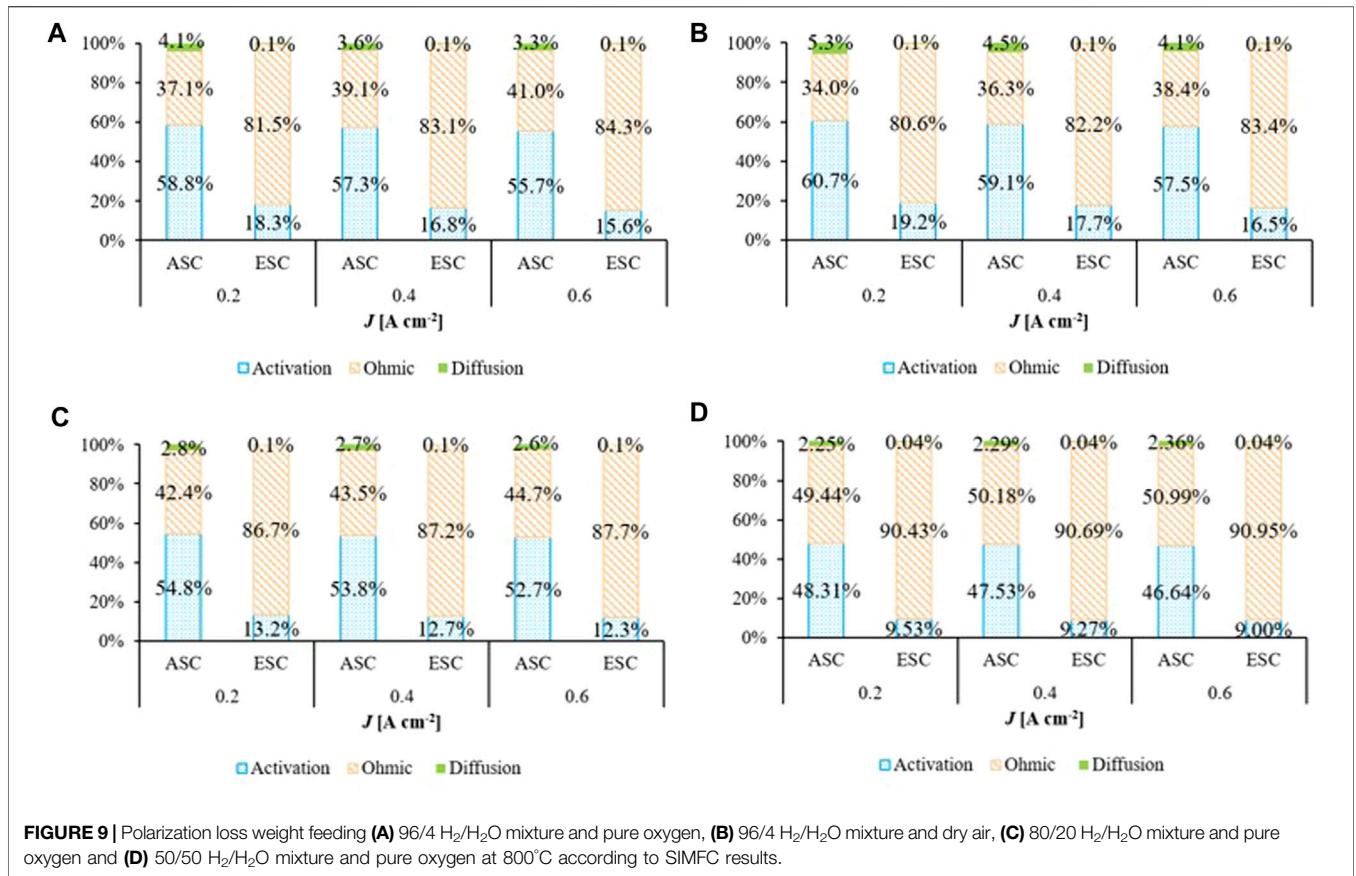 A
100%
80%
60%
40%
20%
0%
4.1% 0.1% 3.6% 0.1% 3.3% 0.1%
37.1% 81.5% 39.1% 83.1% 41.0% 84.3%
58.8% 18.3% 57.3% 16.8% 55.7% 15.6%
ASC ESC ASC ESC ASC ESC
0.2 0.4 0.6
J [A cm-2]
Activation Ohmic Diffusion
B
100%
80%
60%
40%
20%
0%
5.3% 0.1% 4.5% 0.1% 4.1% 0.1%
34.0% 80.6% 36.3% 82.2% 38.4% 83.4%
60.7% 19.2% 59.1% 17.7% 57.5% 16.5%
ASC ESC ASC ESC ASC ESC
0.2 0.4 0.6
J [A cm-2]
Activation Ohmic Diffusion
C
100%
80%
60%
40%
20%
0%
2.8% 0.1% 2.7% 0.1% 2.6% 0.1%
42.4% 86.7% 43.5% 87.2% 44.7% 87.7%
54.8% 13.2% 53.8% 12.7% 52.7% 12.3%
ASC ESC ASC ESC ASC ESC
0.2 0.4 0.6
J [A cm-2]
Activation Ohmic Diffusion
D
100%
80%
60%
40%
20%
0%
2.25% 0.04% 2.29% 0.04% 2.36% 0.04%
49.44% 90.43% 50.18% 90.69% 50.99% 90.95%
48.31% 9.53% 47.53% 9.27% 46.64% 9.00%
ASC ESC ASC ESC ASC ESC
0.2 0.4 0.6
J [A cm-2]
Activation Ohmic Diffusion
FIGURE 9 | Polarization loss weight feeding (A) 96/4 H2/H2O mixture and pure oxygen, (B) 96/4 H2/H2O mixture and dry air, (C) 80/20 H2/H2O mixture and pure
oxygen and (D) 50/50 H2/H2O mixture and pure oxygen at 800°C according to SIMFC results.